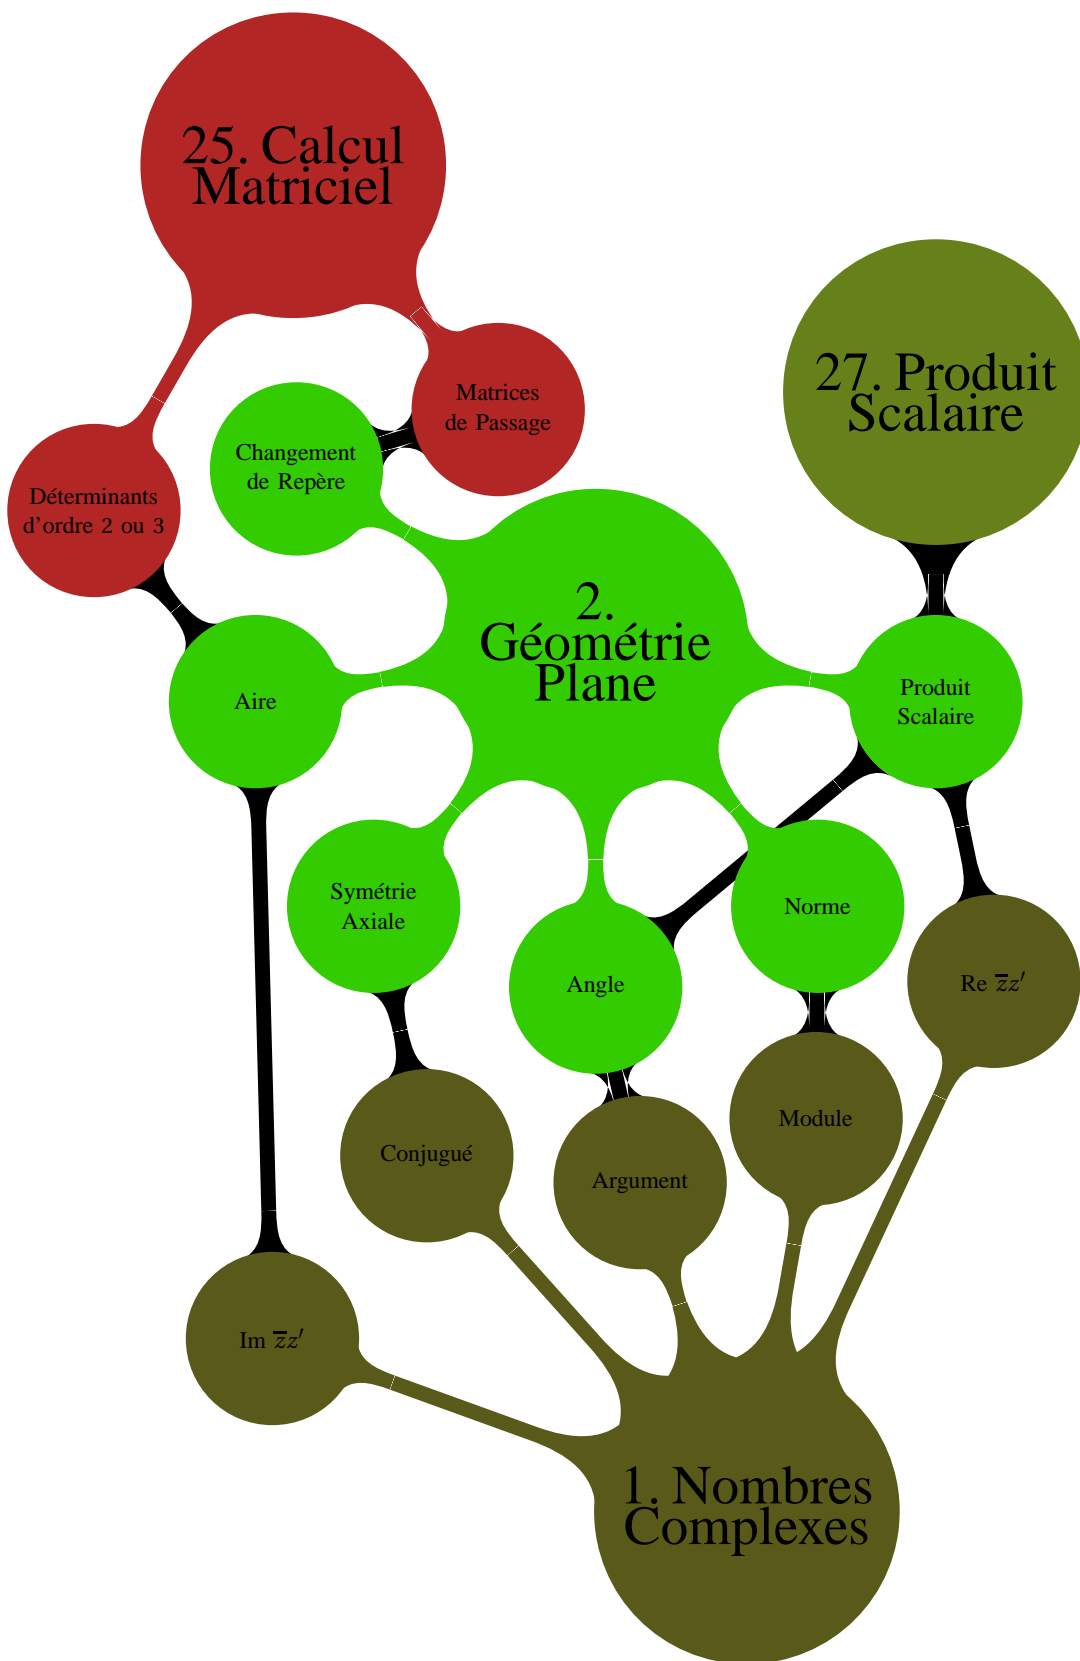 25. Calcul
Matriciel
27. Produit
Scalaire
Matrices
de Passage
Changement
de Repère
Déterminants
d'ordre 2 ou 3
2.
Géométrie
Plane
Aire
Produit
Scalaire
Symétrie
Axiale
Norme
Angle
Re z̅z′
Module
Conjugué
Argument
Im z̅z′
1. Nombres
Complexes